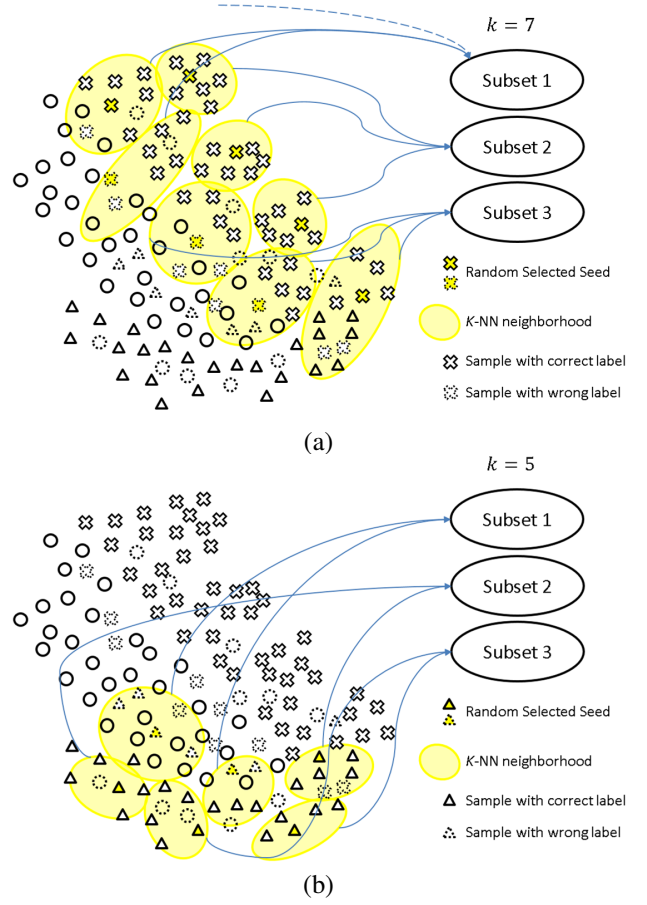 k = 7
Subset 1
Subset 2
Subset 3
Random Selected Seed
K-NN neighborhood
Sample with correct label
Sample with wrong label
(a)
k = 5
Subset 1
Subset 2
Subset 3
Random Selected Seed
K-NN neighborhood
Sample with correct label
Sample with wrong label
(b)